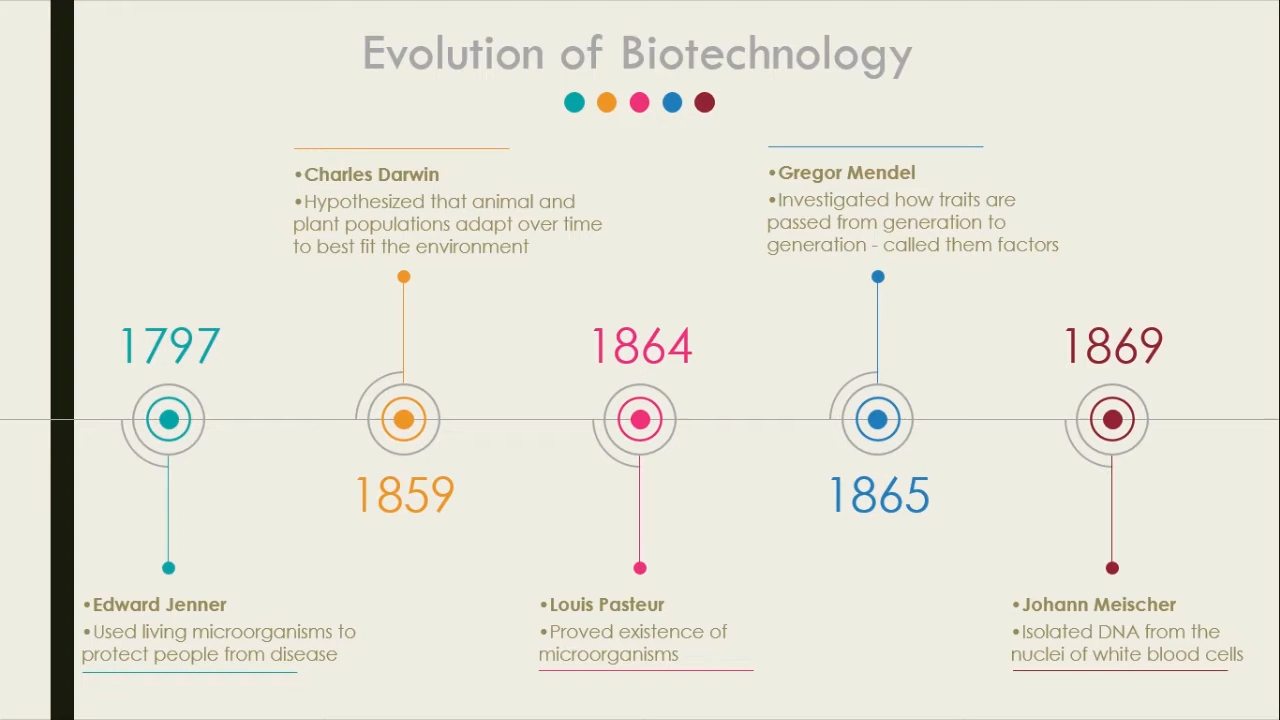 Evolution of Biotechnology
•Charles Darwin
•Hypothesized that animal and
plant populations adapt over time
to best fit the environment
•Gregor Mendel
•Investigated how traits are
passed from generation to
generation - called them factors
1797
1864
1869
1859
1865
•Edward Jenner
•Used living microorganisms to
protect people from disease
•Louis Pasteur
•Proved existence of
microorganisms
•Johann Meischer
•Isolated DNA from the
nuclei of white blood cells